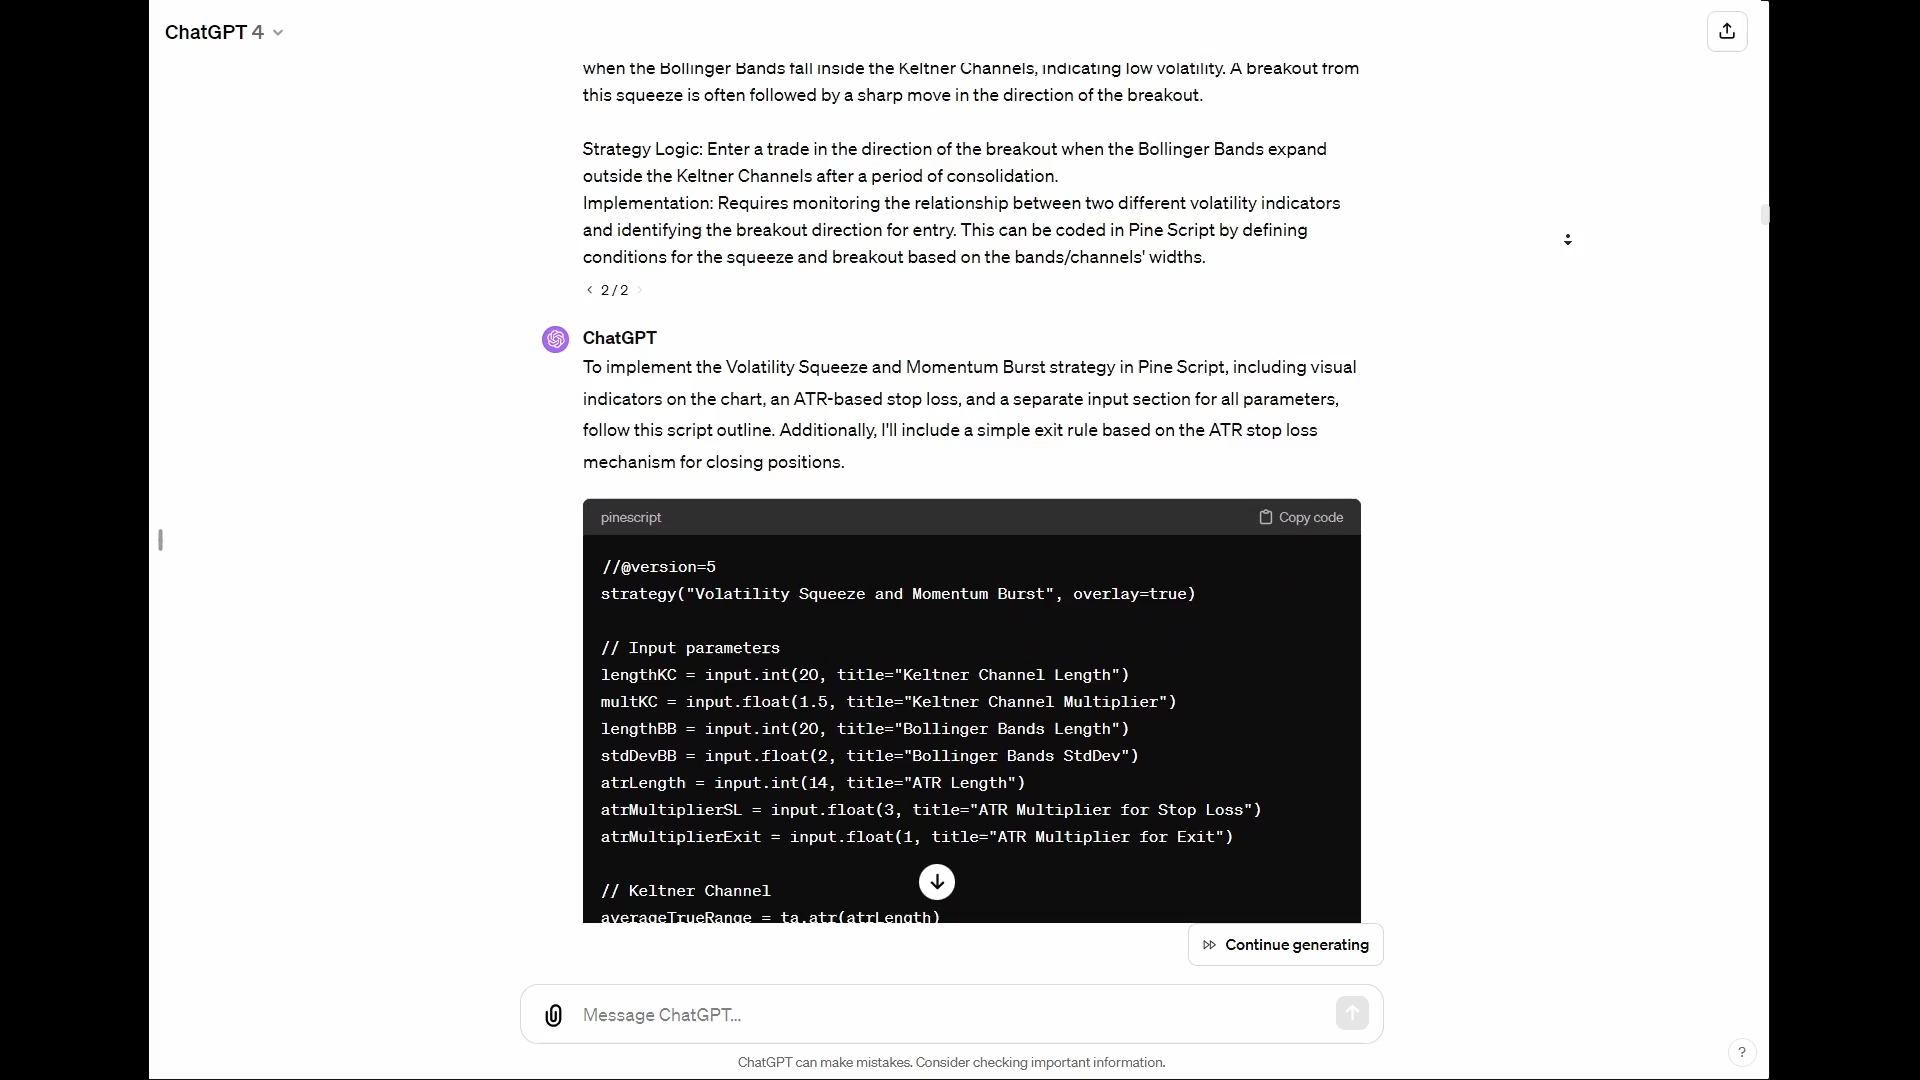 ChatGPT 4
when the Bollinger Bands fall inside the Keltner Channels, indicating low volatility. A breakout from
this squeeze is often followed by a sharp move in the direction of the breakout.
Strategy Logic: Enter a trade in the direction of the breakout when the Bollinger Bands expand
outside the Keltner Channels after a period of consolidation.
Implementation: Requires monitoring the relationship between two different volatility indicators
and identifying the breakout direction for entry. This can be coded in Pine Script by defining
conditions for the squeeze and breakout based on the bands/channels' widths.
2 / 2
ChatGPT
To implement the Volatility Squeeze and Momentum Burst strategy in Pine Script, including visual
indicators on the chart, an ATR-based stop loss, and a separate input section for all parameters,
follow this script outline. Additionally, I'll include a simple exit rule based on the ATR stop loss
mechanism for closing positions.
pinescript
Copy code
//@version=5
strategy("Volatility Squeeze and Momentum Burst", overlay=true)
// Input parameters
lengthKC = input.int(20, title="Keltner Channel Length")
multKC = input.float(1.5, title="Keltner Channel Multiplier")
lengthBB = input.int(20, title="Bollinger Bands Length")
stdDevBB = input.float(2, title="Bollinger Bands StdDev")
atrLength = input.int(14, title="ATR Length")
atrMultiplierSL = input.float(3, title="ATR Multiplier for Stop Loss")
atrMultiplierExit = input.float(1, title="ATR Multiplier for Exit")
// Keltner Channel
averageTrueRange = ta.atr(atrLength)
Continue generating
Message ChatGPT...
ChatGPT can make mistakes. Consider checking important information.
?